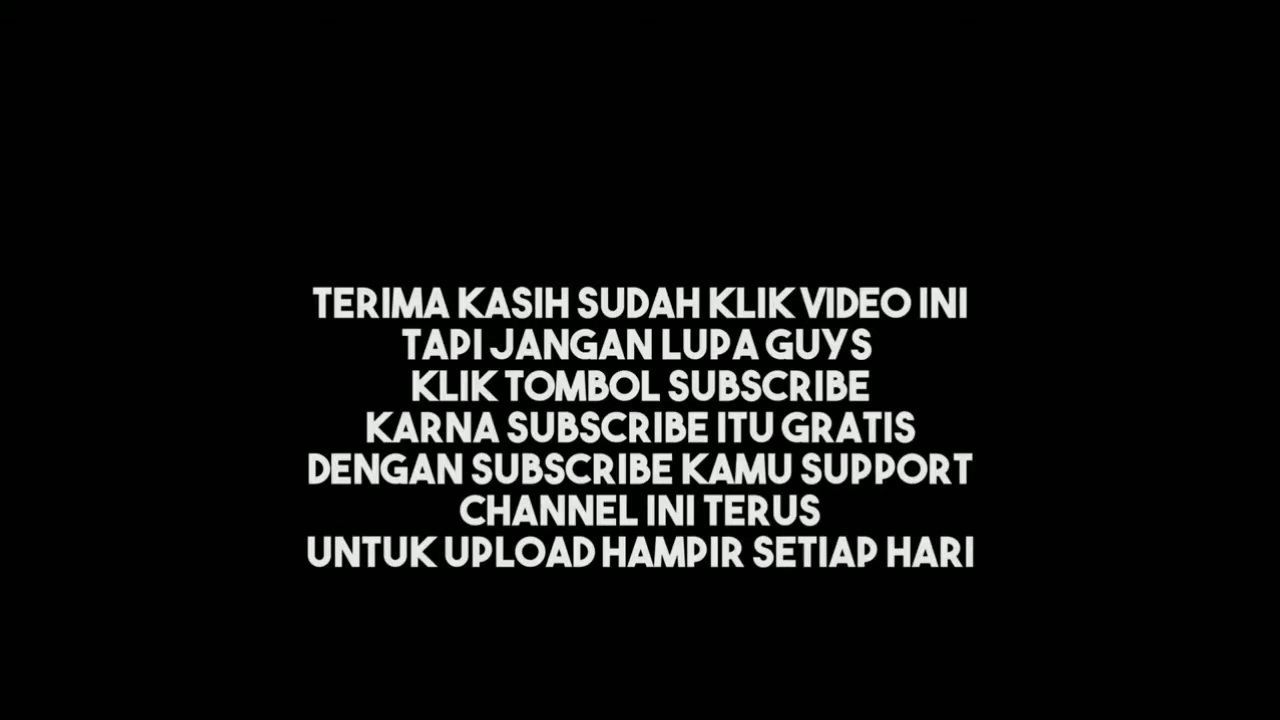 TERIMA KASIH SUDAH KLIK VIDEO INI
TAPI JANGAN LUPA GUYS
KLIK TOMBOL SUBSCRIBE
KARNA SUBSCRIBE ITU GRATIS
DENGAN SUBSCRIBE KAMU SUPPORT
CHANNEL INI TERUS
UNTUK UPLOAD HAMPIR SETIAP HARI